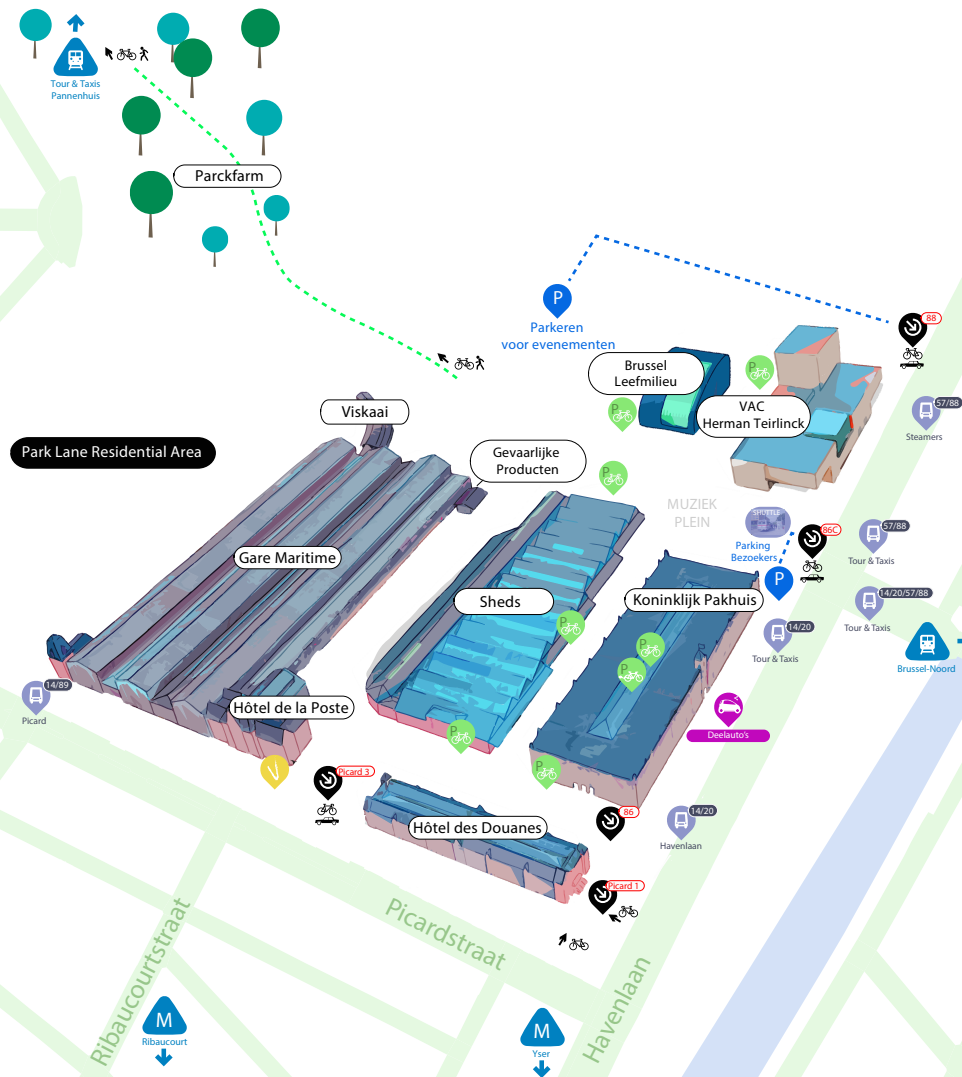 Tour & Taxis
Pannenhuis
Parckfarm
P
Parkeren
voor evenementen
88
Brussel
Leefmilieu
P
P
VAC
Herman Teirlinck
57/88
Steamers
Viskaai
Park Lane Residential Area
Gevaarlijke
Producten
P
MUZIEK
PLEIN
SHUTTLE
Parking
Bezoekers
86C
57/88
Tour & Taxis
Gare Maritime
P
Sheds
Koninklijk Pakhuis
14/20/57/88
Tour & Taxis
P
P
P
14/20
Tour & Taxis
Brussel-Noord
14/89
Picard
Hôtel de la Poste
P
Deelauto's
P
Picard 3
86
14/20
Havenlaan
Hôtel des Douanes
Picard 1
Picardstraat
Ribaucourtstraat
Havenlaan
M
Ribaucourt
M
Yser